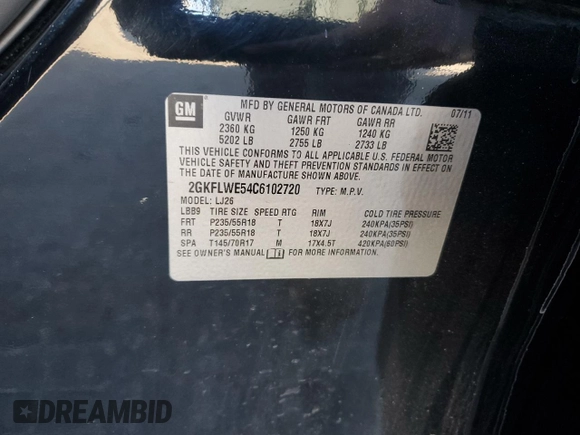 GM
MFD BY GENERAL MOTORS OF CANADA LTD. 07/11
GVWR GAWR FRT GAWR RR
2360 KG 1250 KG 1240 KG
5202 LB 2755 LB 2733 LB
THIS VEHICLE CONFORMS TO ALL APPLICABLE U.S. FEDERAL MOTOR
VEHICLE SAFETY AND THEFT PREVENTION STANDARDS IN EFFECT ON
THE DATE OF MANUFACTURE SHOWN ABOVE.
2GKFLWE54C6102720 TYPE: M.P.V.
MODEL: LJ26
LBB9 TIRE SIZE SPEED RTG RIM COLD TIRE PRESSURE
FRT P235/55R18 T 18X7J 240KPA(35PSI)
RR P235/55R18 T 18X7J 240KPA(35PSI)
SPA T145/70R17 M 17X4.5T 420KPA(60PSI)
SEE OWNER'S MANUAL FOR MORE INFORMATION
DREAMBID